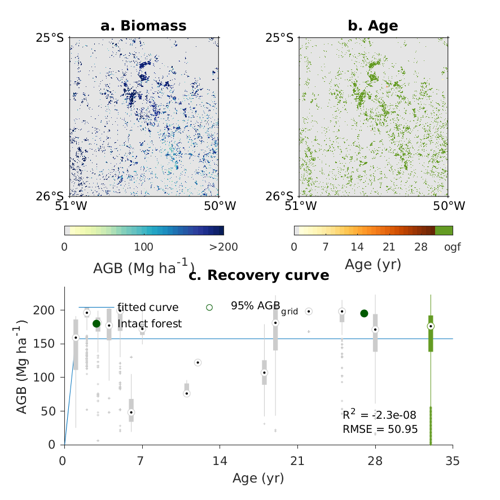 a. Biomass
b. Age
25°S
25°S
26°S
26°S
51°W
50°W
51°W
50°W
0
100
>200
AGB (Mg ha⁻¹)
0
7
14
21
28
ogf
Age (yr)
c. Recovery curve
AGB (Mg ha⁻¹)
200
150
100
50
0
fitted curve
95% AGB_grid
Intact forest
R² = -2.3e-08
RMSE = 50.95
0
7
14
21
28
35
Age (yr)